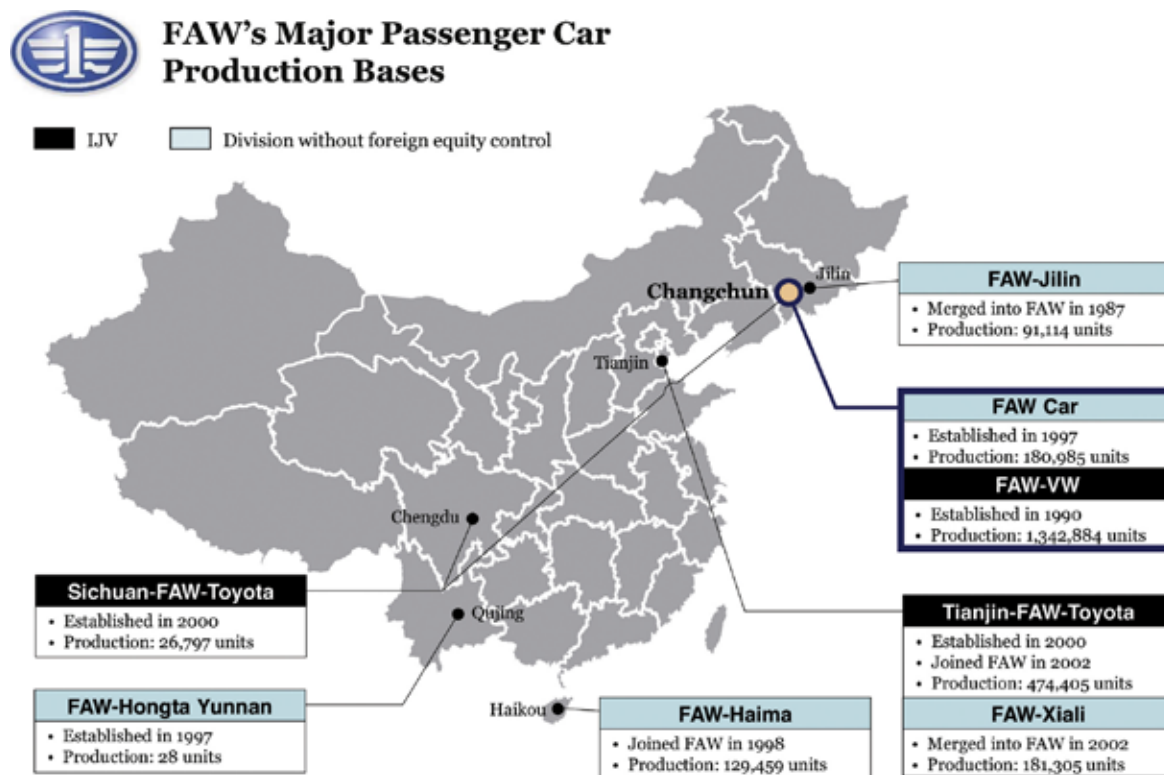 1
FAW's Major Passenger Car
Production Bases
IJV
Division without foreign equity control
Jilin
Changchun
Tianjin
Chengdu
Qujing
Haikou
FAW-Jilin
• Merged into FAW in 1987
• Production: 91,114 units
FAW Car
• Established in 1997
• Production: 180,985 units
FAW-VW
• Established in 1990
• Production: 1,342,884 units
Sichuan-FAW-Toyota
• Established in 2000
• Production: 26,797 units
Tianjin-FAW-Toyota
• Established in 2000
• Joined FAW in 2002
• Production: 474,405 units
FAW-Hongta Yunnan
• Established in 1997
• Production: 28 units
FAW-Haima
• Joined FAW in 1998
• Production: 129,459 units
FAW-Xiali
• Merged into FAW in 2002
• Production: 181,305 units